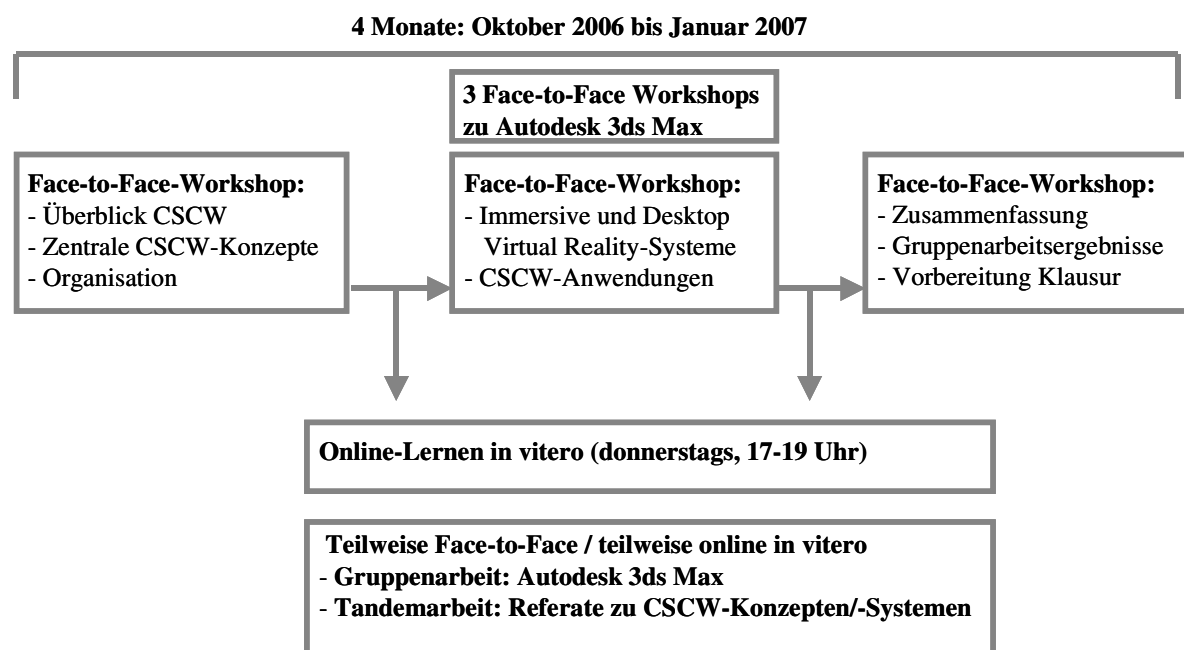 4 Monate: Oktober 2006 bis Januar 2007
3 Face-to-Face Workshops
zu Autodesk 3ds Max
Face-to-Face-Workshop:
- Überblick CSCW
- Zentrale CSCW-Konzepte
- Organisation
Face-to-Face-Workshop:
- Immersive und Desktop
Virtual Reality-Systeme
- CSCW-Anwendungen
Face-to-Face-Workshop:
- Zusammenfassung
- Gruppenarbeitsergebnisse
- Vorbereitung Klausur
Online-Lernen in vitero (donnerstags, 17-19 Uhr)
Teilweise Face-to-Face / teilweise online in vitero
- Gruppenarbeit: Autodesk 3ds Max
- Tandemarbeit: Referate zu CSCW-Konzepten/-Systemen